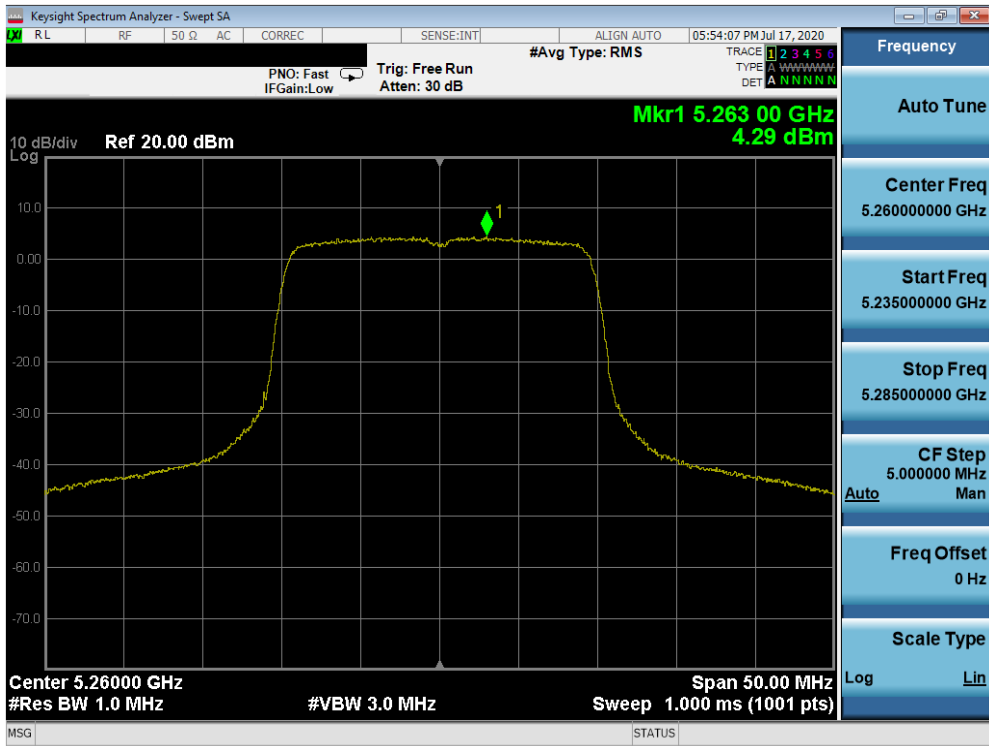 Keysight Spectrum Analyzer - Swept SA
LXI RL RF 50 Ω AC CORREC SENSE:INT ALIGN AUTO 05:54:07 PM Jul 17, 2020
#Avg Type: RMS
TRACE 1 2 3 4 5 6
TYPE A WWWWW
DET A N N N N N
PNO: Fast
IFGain:Low
Trig: Free Run
Atten: 30 dB
Mkr1 5.263 00 GHz
4.29 dBm
10 dB/div
Log
Ref 20.00 dBm
1
10.0
0.00
-10.0
-20.0
-30.0
-40.0
-50.0
-60.0
-70.0
Center 5.26000 GHz
Span 50.00 MHz
#Res BW 1.0 MHz
#VBW 3.0 MHz
Sweep 1.000 ms (1001 pts)
MSG
STATUS
Frequency
Auto Tune
Center Freq
5.260000000 GHz
Start Freq
5.235000000 GHz
Stop Freq
5.285000000 GHz
CF Step
5.000000 MHz
Auto Man
Freq Offset
0 Hz
Scale Type
Log Lin